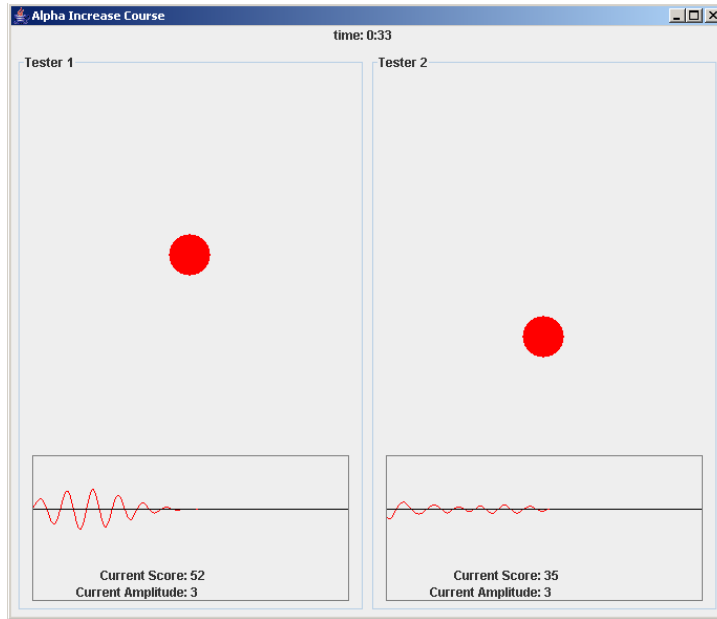 Alpha Increase Course
time: 0:33
Tester 1
Tester 2
Current Score: 52
Current Amplitude: 3
Current Score: 35
Current Amplitude: 3